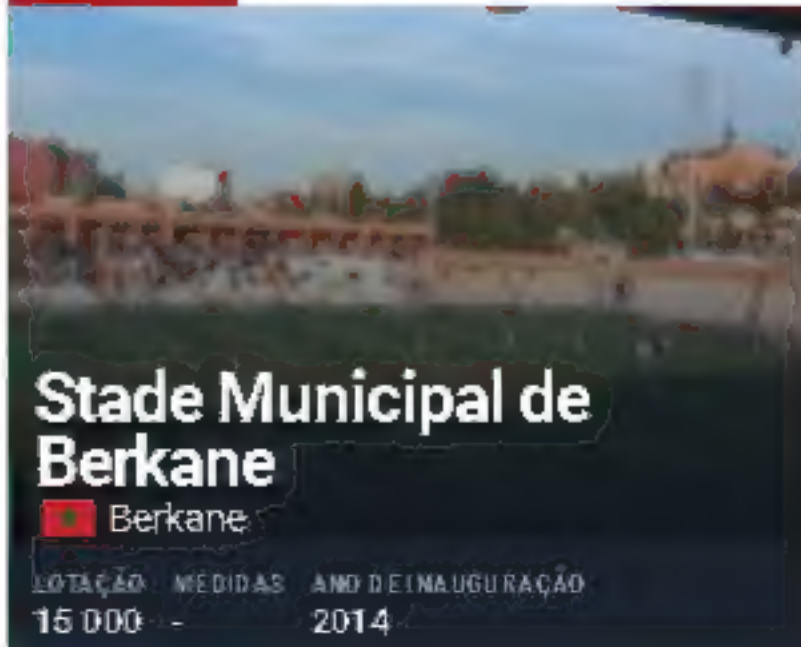 Stade Municipal de
Berkane
Berkane
LOTAÇÃO MEDIDAS ANO DE INAUGURAÇÃO
15 000 - 2014